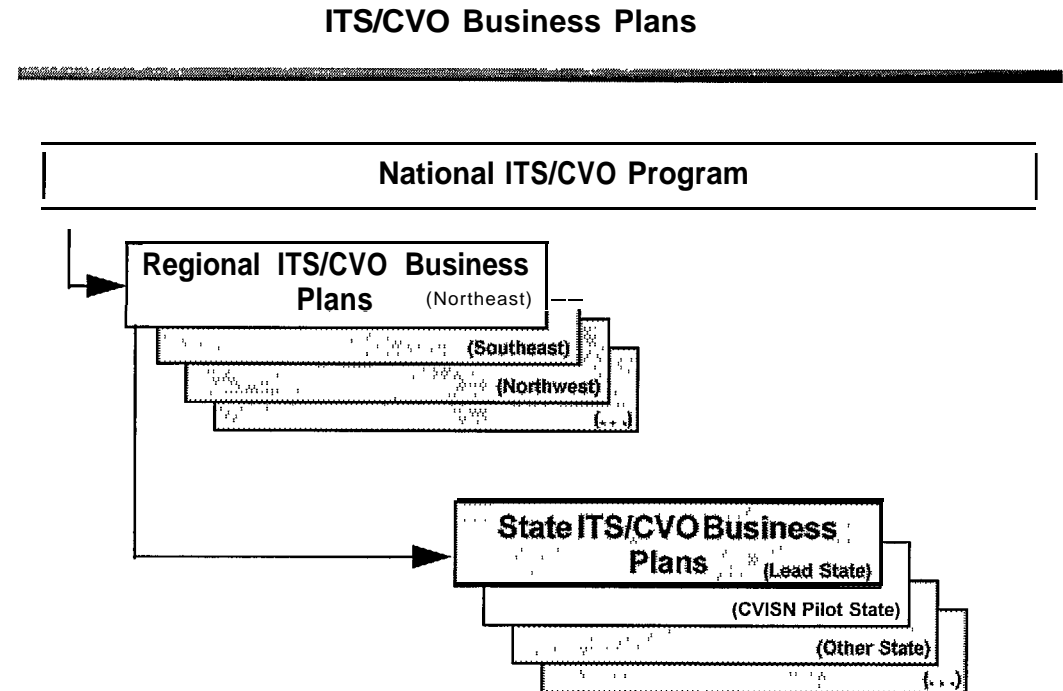 ITS/CVO Business Plans
National ITS/CVO Program
Regional ITS/CVO Business
Plans (Northeast)
(Southeast)
(Northwest)
(. . .)
State ITS/CVO Business
Plans (Lead State)
(CVISN Pilot State)
(Other State)
(. . .)